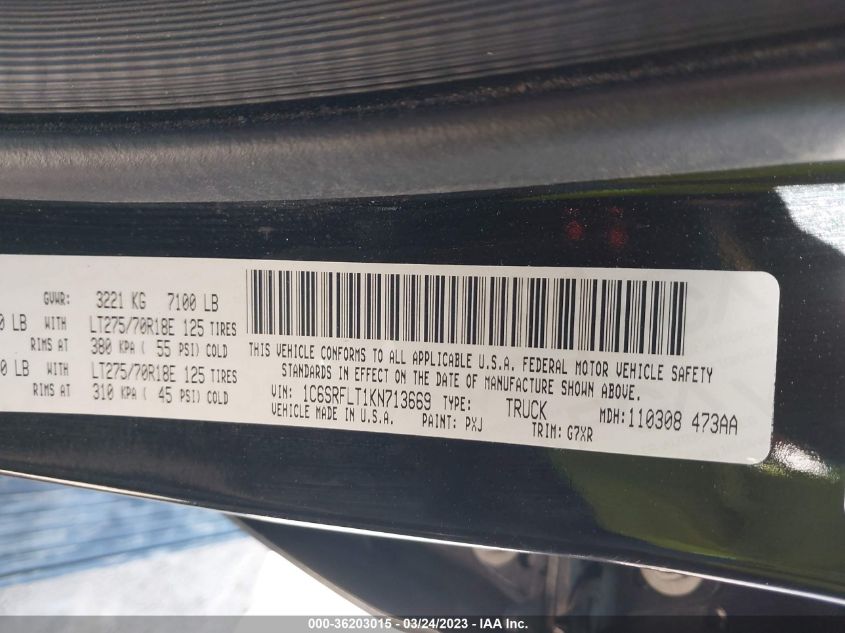 GVWR: 3221 KG 7100 LB
0 LB WITH LT275/70R18E 125 TIRES
RIMS AT 380 KPA ( 55 PSI) COLD
0 LB WITH LT275/70R18E 125 TIRES
RIMS AT 310 KPA ( 45 PSI) COLD
THIS VEHICLE CONFORMS TO ALL APPLICABLE U.S.A. FEDERAL MOTOR VEHICLE SAFETY
STANDARDS IN EFFECT ON THE DATE OF MANUFACTURE SHOWN ABOVE.
VIN: 1C6SRFLT1KN713669 TYPE: TRUCK MDH:110308 473AA
VEHICLE MADE IN U.S.A. PAINT: PXJ TRIM: G7XR
000-36203015 - 03/24/2023 - COPYRIGHT IAA, INC.